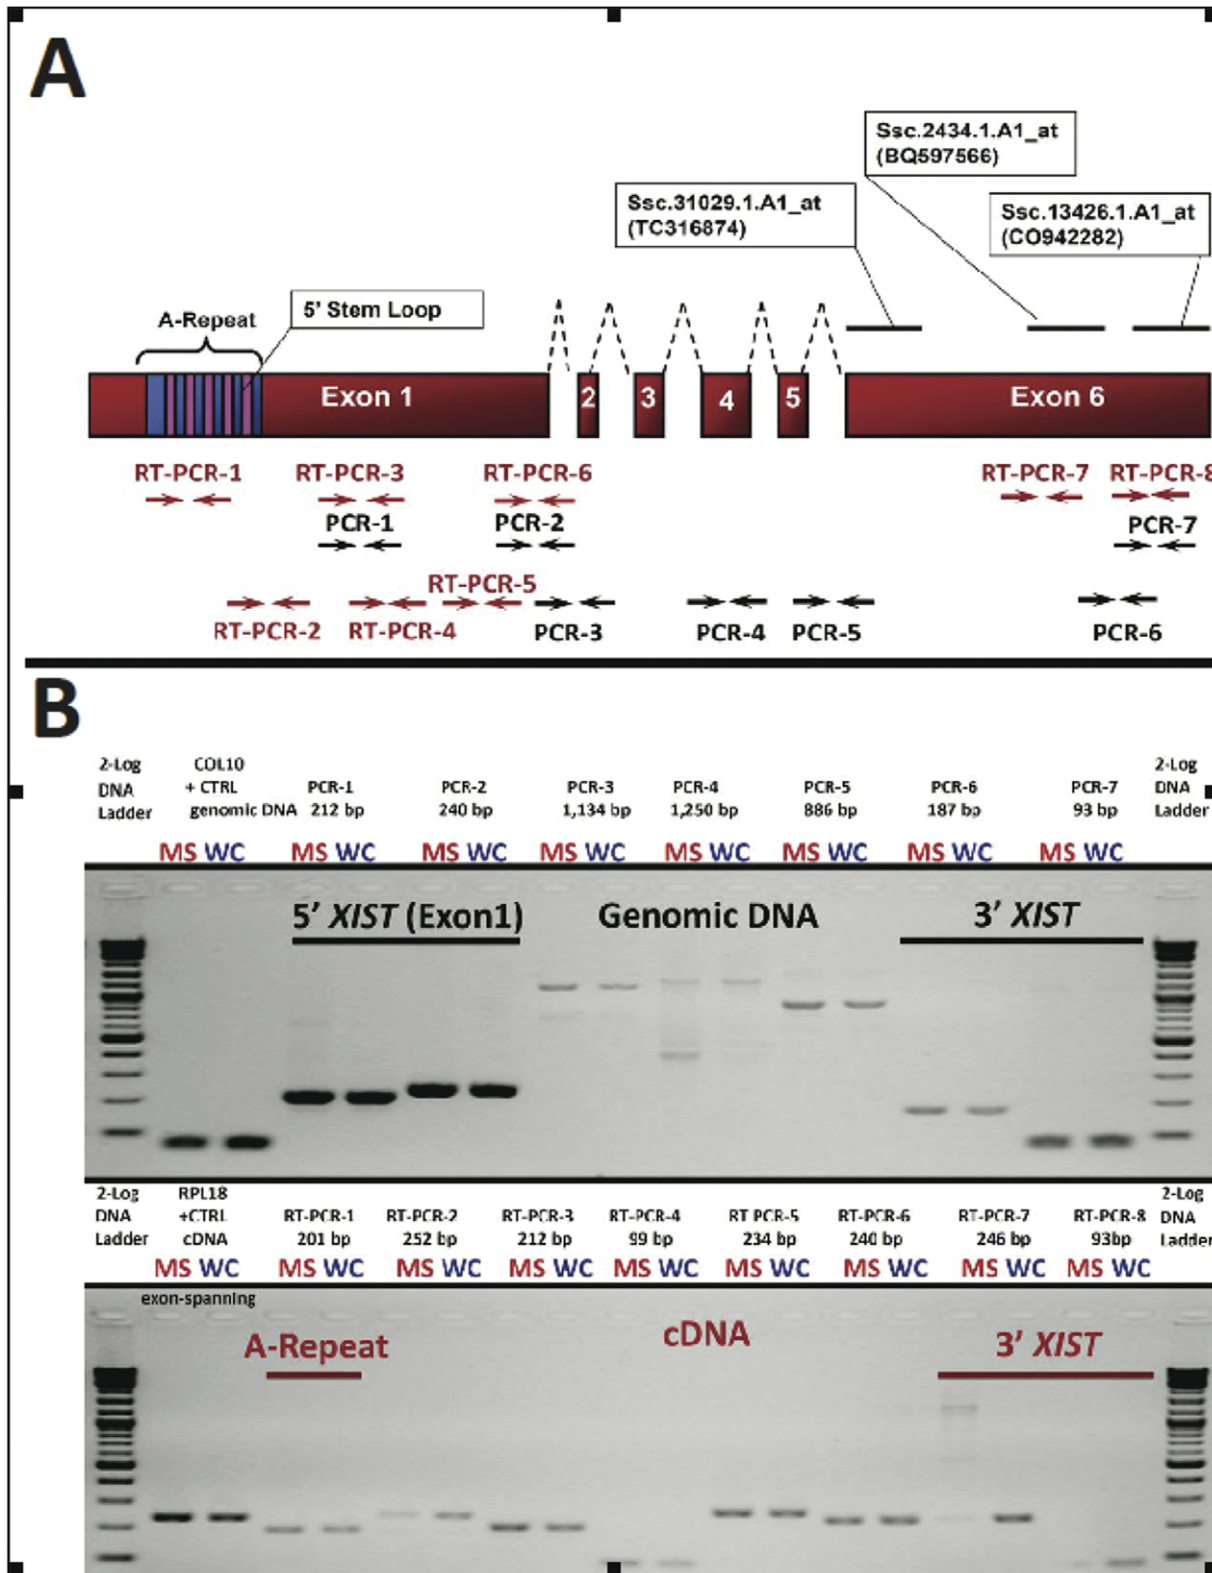 A
Ssc.2434.1.A1_at
(BQ597566)
Ssc.31029.1.A1_at
(TC316874)
Ssc.13426.1.A1_at
(CO942282)
A-Repeat
5' Stem Loop
Exon 1
2
3
4
5
Exon 6
RT-PCR-1
RT-PCR-3
RT-PCR-6
RT-PCR-7
RT-PCR-8
PCR-1
PCR-2
PCR-7
RT-PCR-5
RT-PCR-2
RT-PCR-4
PCR-3
PCR-4
PCR-5
PCR-6
B
2-Log DNA Ladder
COL10 + CTRL genomic DNA
PCR-1 212 bp
PCR-2 240 bp
PCR-3 1,134 bp
PCR-4 1,250 bp
PCR-5 886 bp
PCR-6 187 bp
PCR-7 93 bp
2-Log DNA Ladder
MS WC MS WC MS WC MS WC MS WC MS WC MS WC MS WC
5' XIST (Exon1)
Genomic DNA
3' XIST
2-Log DNA Ladder
RPL18 +CTRL cDNA
RT-PCR-1 201 bp
RT-PCR-2 252 bp
RT-PCR-3 212 bp
RT-PCR-4 99 bp
RT PCR-5 234 bp
RT-PCR-6 240 bp
RT-PCR-7 246 bp
RT-PCR-8 93bp
2-Log DNA Ladder
MS WC MS WC MS WC MS WC MS WC MS WC MS WC MS WC MS WC
exon-spanning
A-Repeat
cDNA
3' XIST